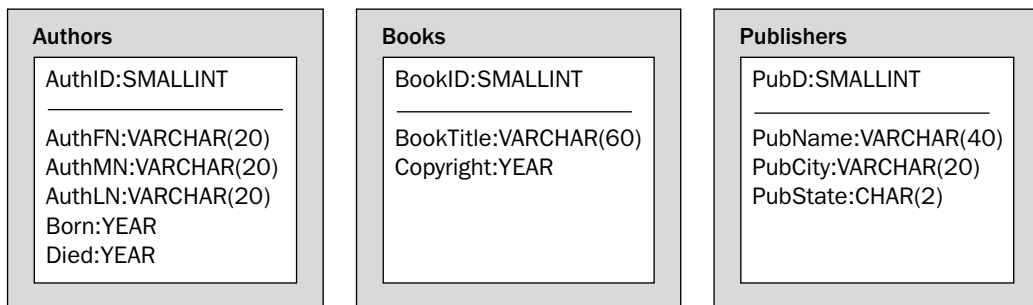 Authors
AuthID:SMALLINT
AuthFN:VARCHAR(20)
AuthMN:VARCHAR(20)
AuthLN:VARCHAR(20)
Born:YEAR
Died:YEAR
Books
BookID:SMALLINT
BookTitle:VARCHAR(60)
Copyright:YEAR
Publishers
PubD:SMALLINT
PubName:VARCHAR(40)
PubCity:VARCHAR(20)
PubState:CHAR(2)